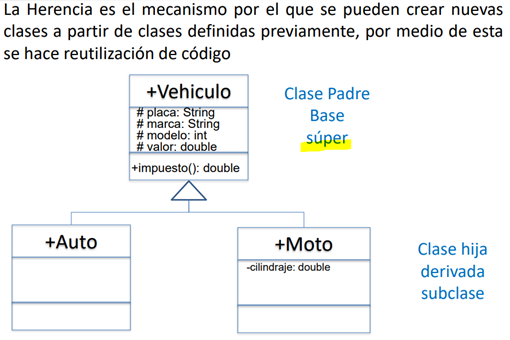 La Herencia es el mecanismo por el que se pueden crear nuevas
clases a partir de clases definidas previamente, por medio de esta
se hace reutilización de código
+Vehiculo
# placa: String
# marca: String
# modelo: int
# valor: double
+impuesto(): double
Clase Padre
Base
súper
+Auto
+Moto
-cilindraje: double
Clase hija
derivada
subclase